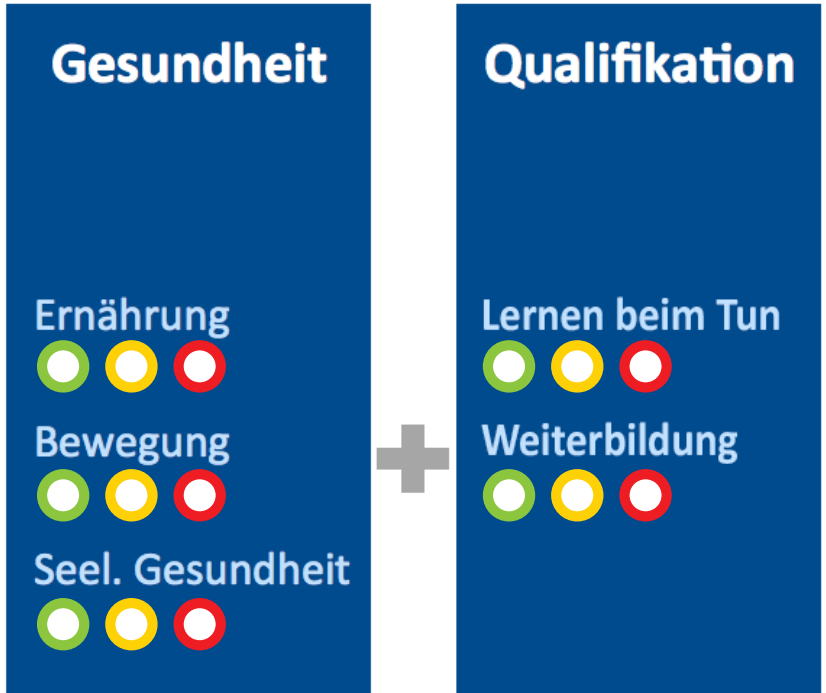 Gesundheit
Ernährung
Bewegung
Seel. Gesundheit
Qualifikation
Lernen beim Tun
Weiterbildung